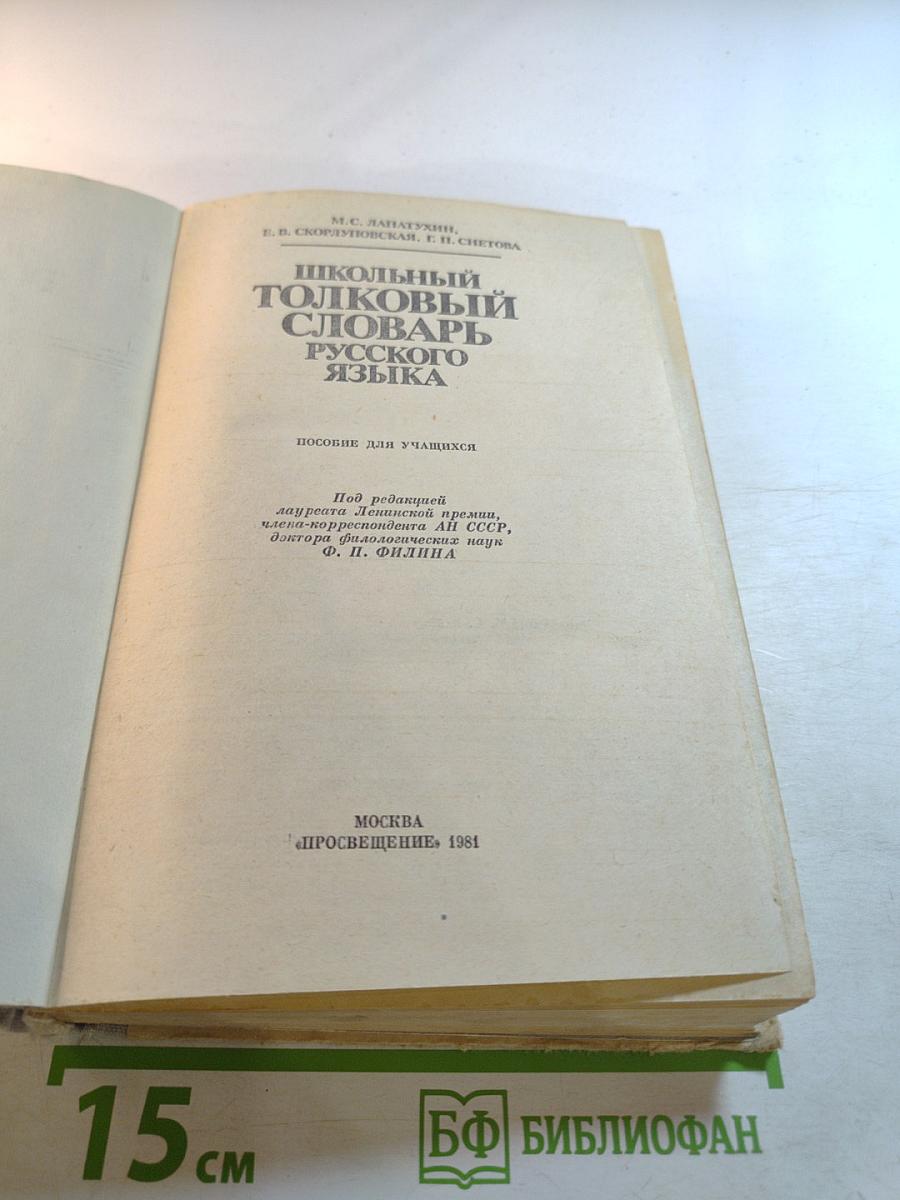 М. С. ЛАПАТУХИН,
Е. В. СКОРЛУПОВСКАЯ, Г. П. СНЕТОВА
ШКОЛЬНЫЙ
ТОЛКОВЫЙ
СЛОВАРЬ
РУССКОГО
ЯЗЫКА
ПОСОБИЕ ДЛЯ УЧАЩИХСЯ
Под редакцией
лауреата Ленинской премии,
члена-корреспондента АН СССР,
доктора филологических наук
Ф. П. ФИЛИНА
МОСКВА
«ПРОСВЕЩЕНИЕ» 1981
15 см
БФ БИБЛИОФАН